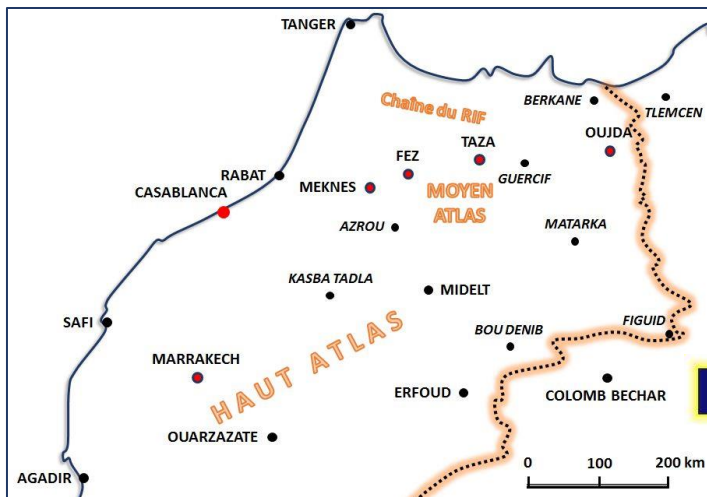 TANGER
Chaîne du RIF
BERKANE
TLEMCEN
OUJDA
TAZA
FEZ
GUERCIF
RABAT
MEKNES
MOYEN
ATLAS
CASABLANCA
AZROU
MATARKA
KASBA TADLA
MIDELT
SAFI
BOU DENIB
FIGUID
HAUT ATLAS
MARRAKECH
ERFOUD
COLOMB BECHAR
OUARZAZATE
AGADIR
0 100 200 km